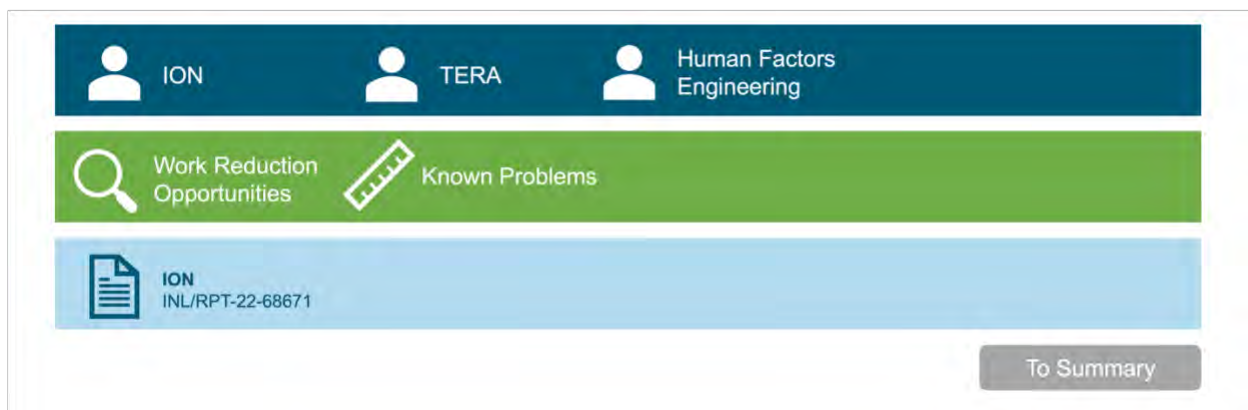 ION
TERA
Human Factors
Engineering
Work Reduction
Opportunities
Known Problems
ION
INL/RPT-22-68671
To Summary